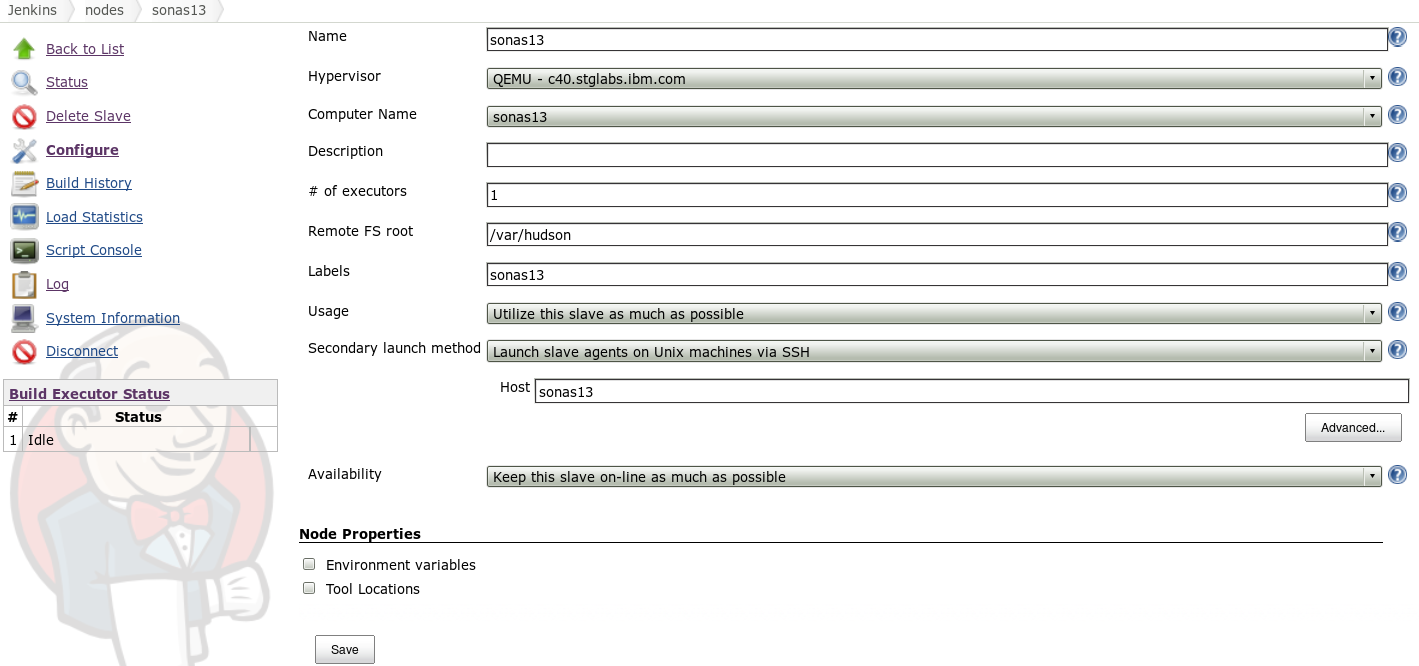 Jenkins nodes sonas13
Back to List
Status
Delete Slave
Configure
Build History
Load Statistics
Script Console
Log
System Information
Disconnect
Build Executor Status
# Status
1 Idle
Name sonas13
Hypervisor QEMU - c40.stglabs.ibm.com
Computer Name sonas13
Description
# of executors 1
Remote FS root /var/hudson
Labels sonas13
Usage Utilize this slave as much as possible
Secondary launch method Launch slave agents on Unix machines via SSH
Host sonas13
Advanced...
Availability Keep this slave on-line as much as possible
Node Properties
Environment variables
Tool Locations
Save